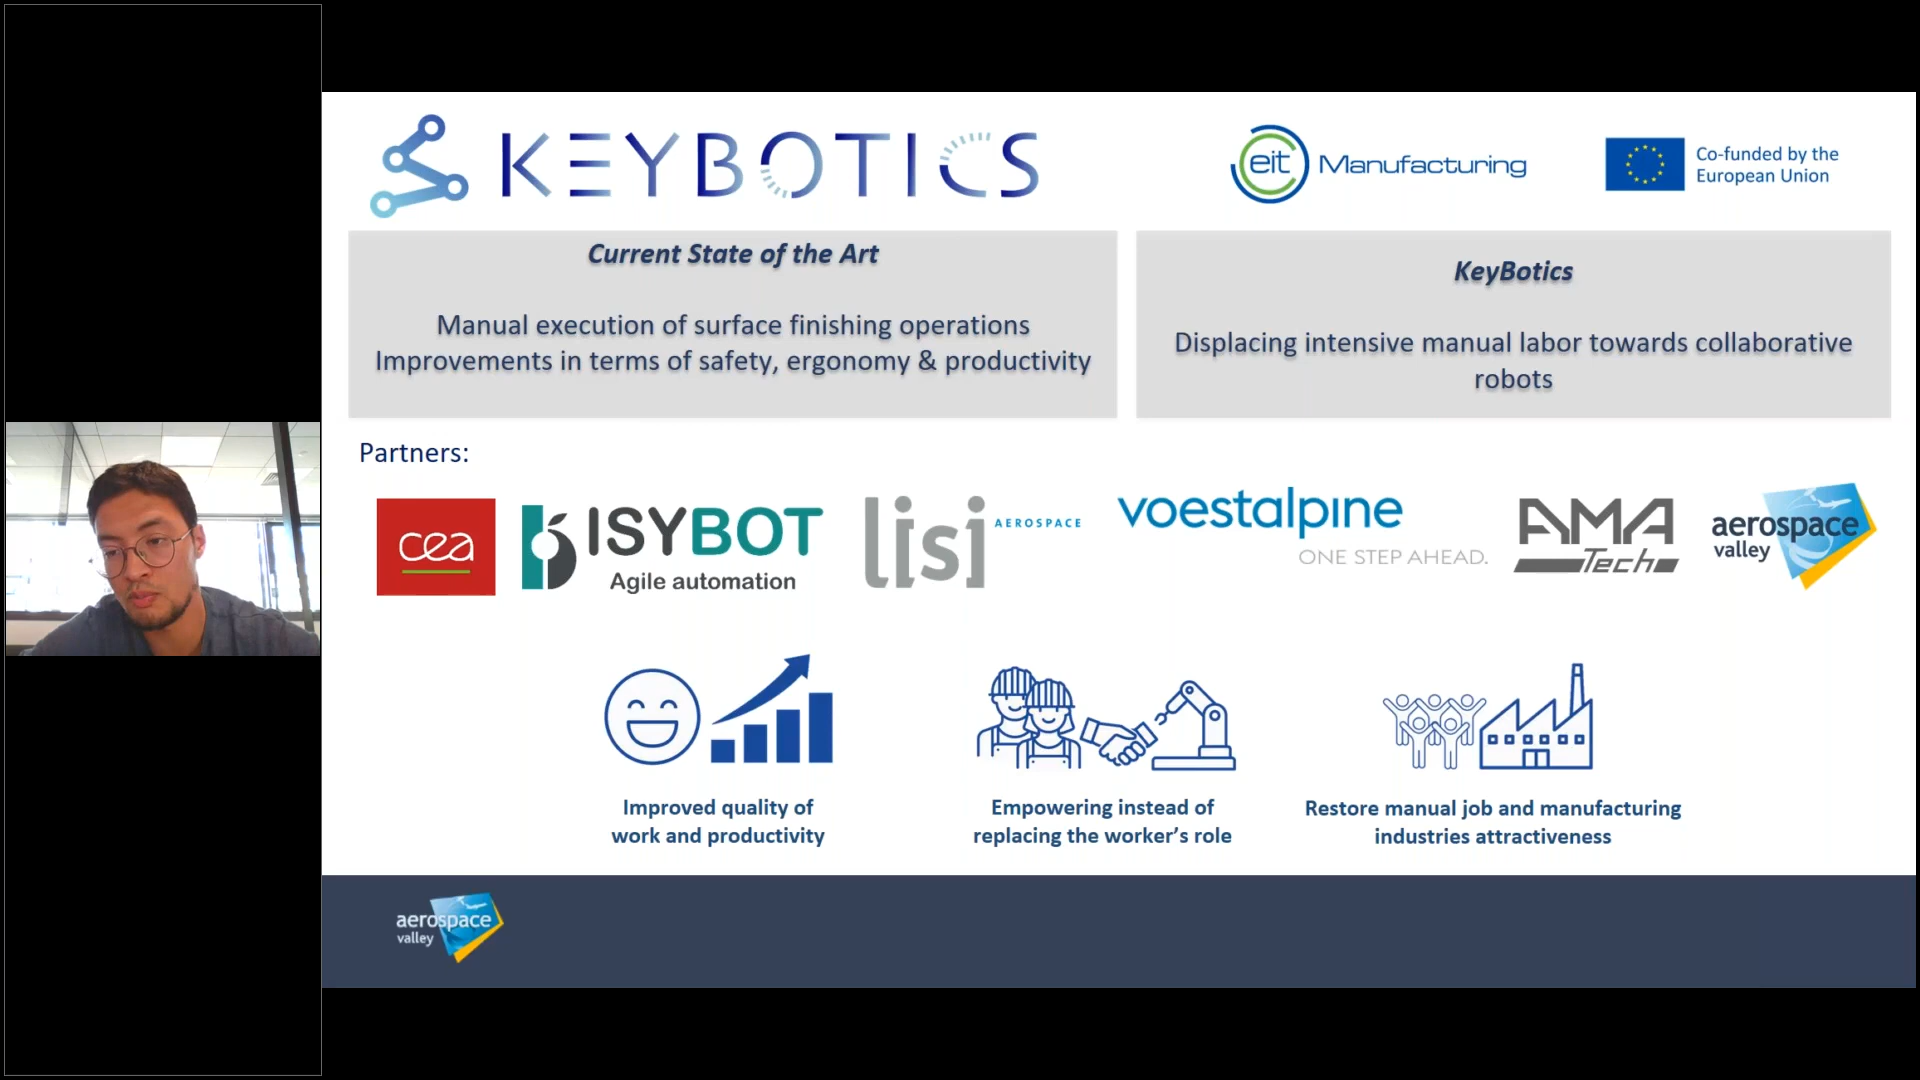 KEYBOTICS
eit Manufacturing
Co-funded by the
European Union
Current State of the Art
Manual execution of surface finishing operations
Improvements in terms of safety, ergonomy & productivity
KeyBotics
Displacing intensive manual labor towards collaborative
robots
Partners:
cea
ISYBOT
Agile automation
lisi AEROSPACE
voestalpine
ONE STEP AHEAD.
AMA
Tech
aerospace
valley
Improved quality of
work and productivity
Empowering instead of
replacing the worker's role
Restore manual job and manufacturing
industries attractiveness
aerospace
valley